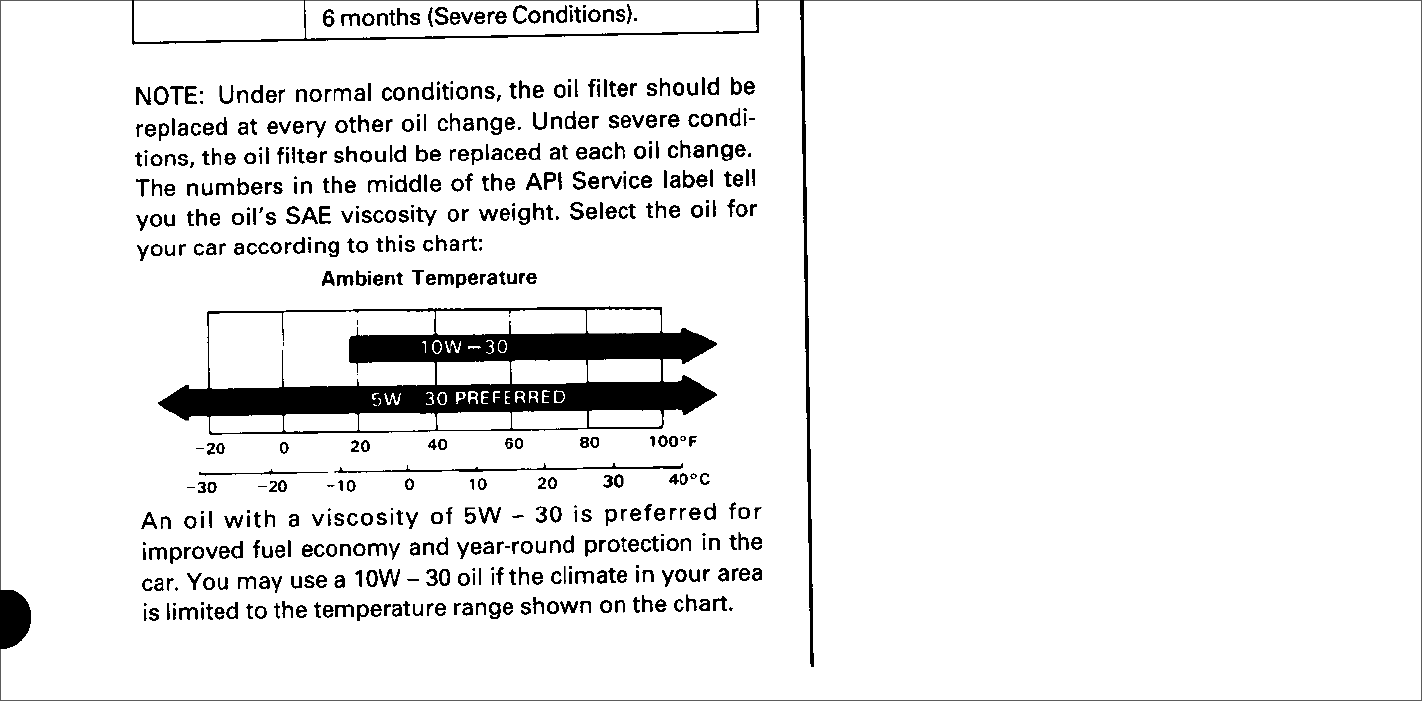 6 months (Severe Conditions).
NOTE: Under normal conditions, the oil filter should be
replaced at every other oil change. Under severe condi-
tions, the oil filter should be replaced at each oil change.
The numbers in the middle of the API Service label tell
you the oil's SAE viscosity or weight. Select the oil for
your car according to this chart:
Ambient Temperature
10W – 30
5W 30 PREFERRED
-20 0 20 40 60 80 100°F
-30 -20 -10 0 10 20 30 40°C
An oil with a viscosity of 5W – 30 is preferred for
improved fuel economy and year-round protection in the
car. You may use a 10W – 30 oil if the climate in your area
is limited to the temperature range shown on the chart.